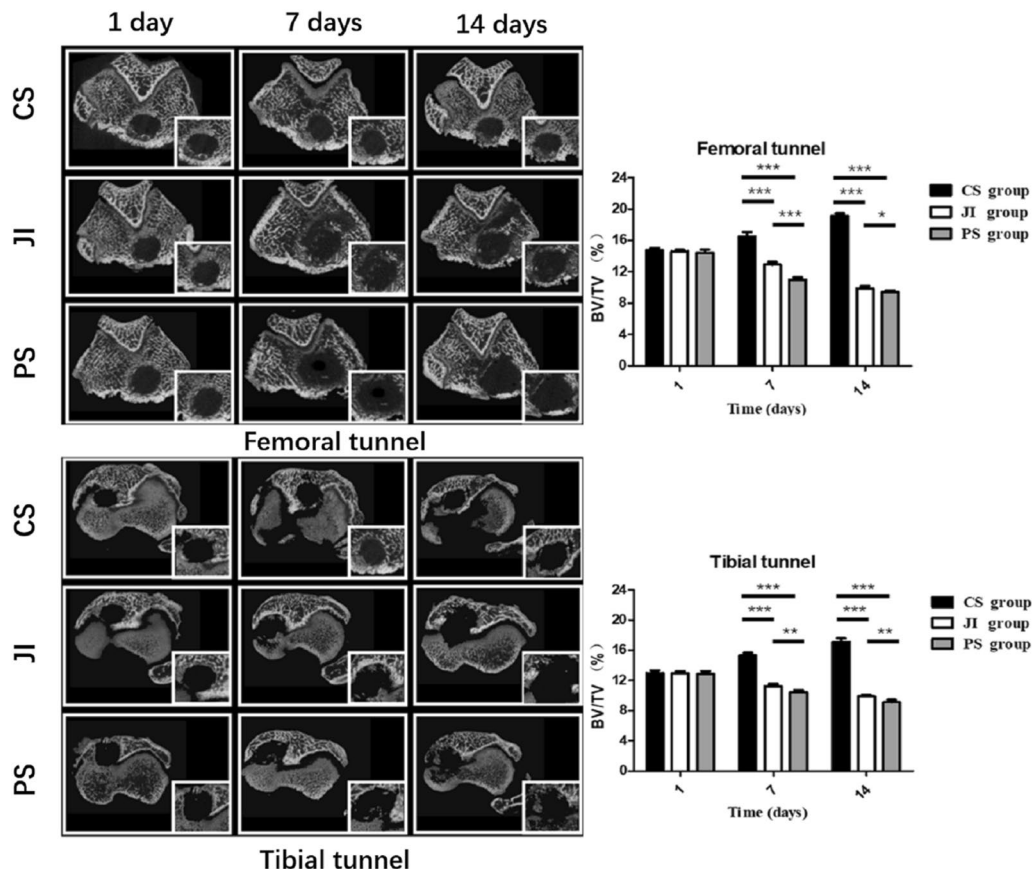 1 day 7 days 14 days
CS
JI
PS
Femoral tunnel
CS
JI
PS
Tibial tunnel
Femoral tunnel
24
20
16
12
8
4
0
BV/TV (%)
*** *** ***
*** *** *
1 7 14
Time (days)
CS group
JI group
PS group
Tibial tunnel
24
20
16
12
8
4
0
BV/TV (%)
*** ***
*** ***
** **
1 7 14
Time (days)
CS group
JI group
PS group